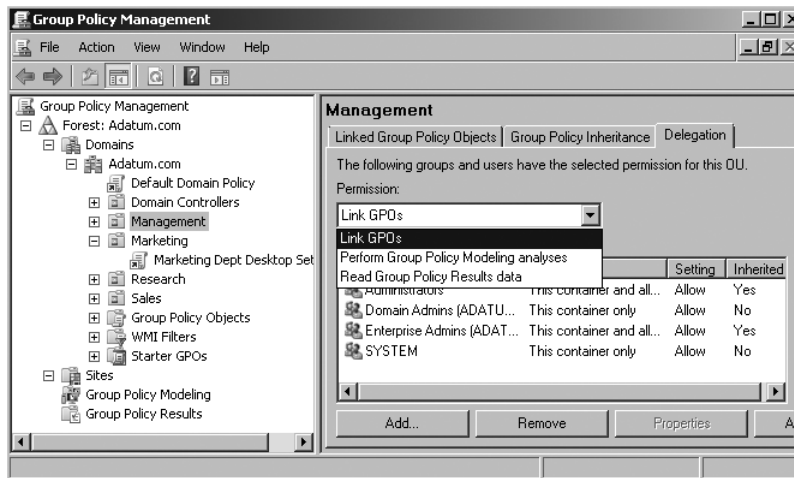 Group Policy Management
File Action View Window Help
Group Policy Management
Forest: Adatum.com
Domains
Adatum.com
Default Domain Policy
Domain Controllers
Management
Marketing
Marketing Dept Desktop Set
Research
Sales
Group Policy Objects
WMI Filters
Starter GPOs
Sites
Group Policy Modeling
Group Policy Results
Management
Linked Group Policy Objects Group Policy Inheritance Delegation
The following groups and users have the selected permission for this OU.
Permission:
Link GPOs
Link GPOs
Perform Group Policy Modeling analyses
Read Group Policy Results data
Setting Inherited
Administrators This container and all... Allow Yes
Domain Admins (ADATU... This container only Allow No
Enterprise Admins (ADAT... This container and all... Allow Yes
SYSTEM This container only Allow No
Add... Remove Properties A